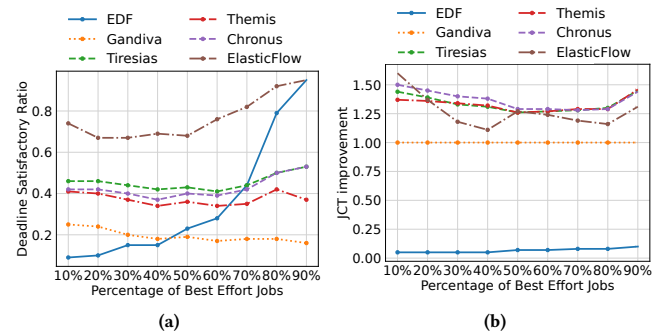 EDF
Gandiva
Tiresias
Themis
Chronus
ElasticFlow
Deadline Satisfactory Ratio
0.8
0.6
0.4
0.2
10% 20% 30% 40% 50% 60% 70% 80% 90%
Percentage of Best Effort Jobs
(a)
EDF
Gandiva
Tiresias
Themis
Chronus
ElasticFlow
JCT improvement
1.50
1.25
1.00
0.75
0.50
0.25
0.00
10% 20% 30% 40% 50% 60% 70% 80% 90%
Percentage of Best Effort Jobs
(b)